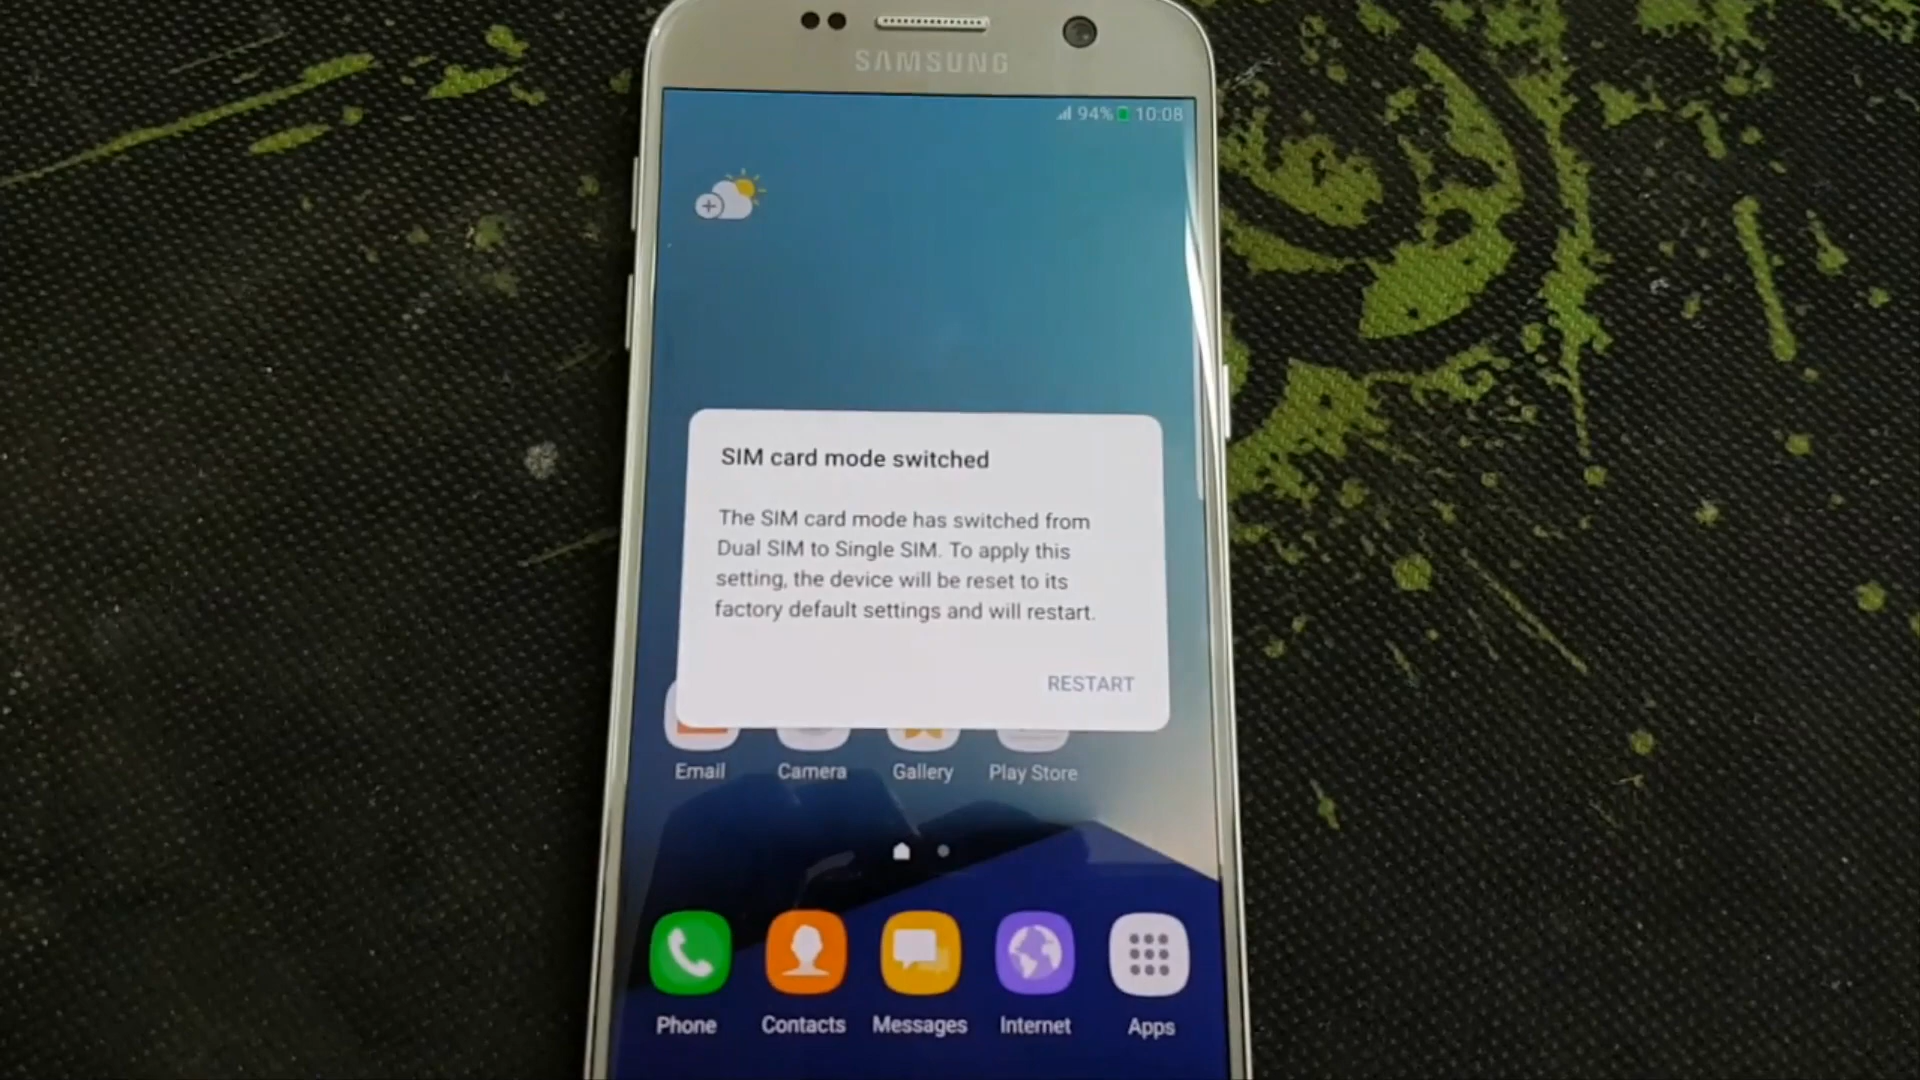 SAMSUNG
94% 10:08
SIM card mode switched
The SIM card mode has switched from
Dual SIM to Single SIM. To apply this
setting, the device will be reset to its
factory default settings and will restart.
RESTART
Email Camera Gallery Play Store
Phone Contacts Messages Internet Apps